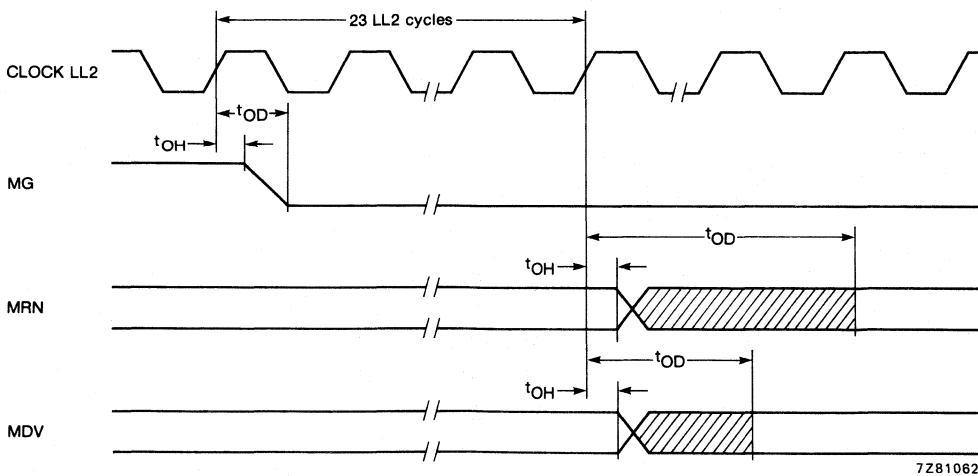 23 LL2 cycles
CLOCK LL2
tOD
tOH
MG
tOD
tOH
MRN
tOD
tOH
MDV
7Z81062